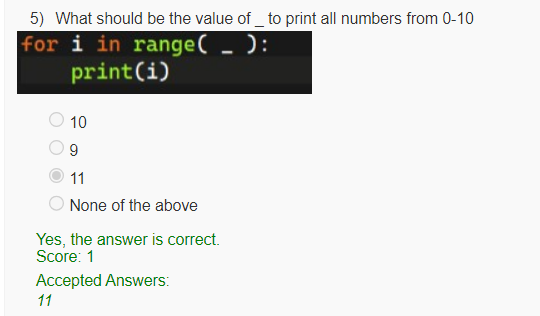 5) What should be the value of _ to print all numbers from 0-10
for i in range( _ ):
print(i)
10
9
11
None of the above
Yes, the answer is correct.
Score: 1
Accepted Answers:
11